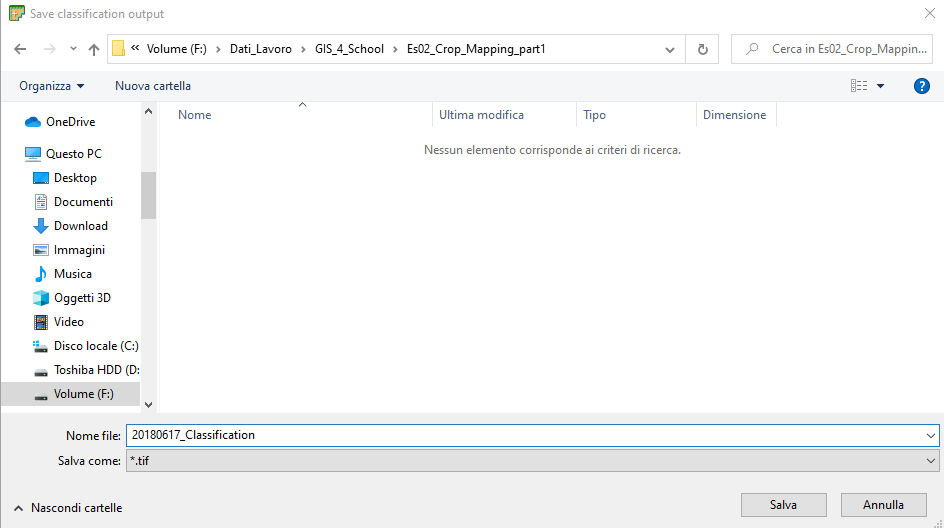 Save classification output
« Volume (F:) > Dati_Lavoro > GIS_4_School > Es02_Crop_Mapping_part1
Cerca in Es02_Crop_Mappin...
Organizza
Nuova cartella
?
OneDrive
Questo PC
Desktop
Documenti
Download
Immagini
Musica
Oggetti 3D
Video
Disco locale (C:)
Toshiba HDD (D:
Volume (F:)
Nome Ultima modifica Tipo Dimensione
Nessun elemento corrisponde ai criteri di ricerca.
Nome file: 20180617_Classification
Salva come: *.tif
Nascondi cartelle
Salva
Annulla